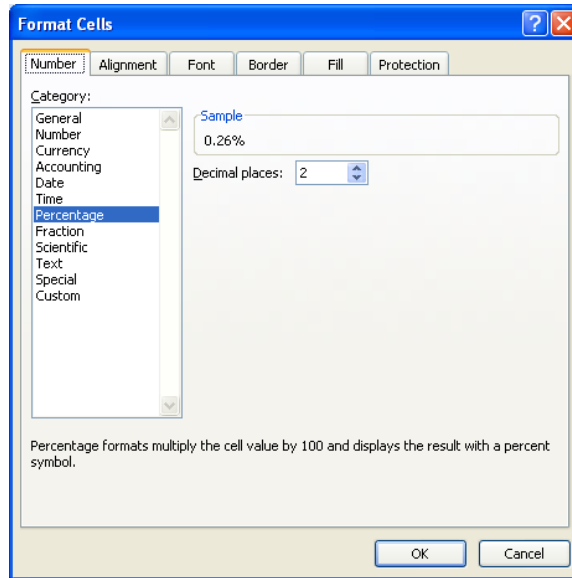 Format Cells
Number Alignment Font Border Fill Protection
Category:
General
Number
Currency
Accounting
Date
Time
Percentage
Fraction
Scientific
Text
Special
Custom
Sample
0.26%
Decimal places: 2
Percentage formats multiply the cell value by 100 and displays the result with a percent
symbol.
OK Cancel